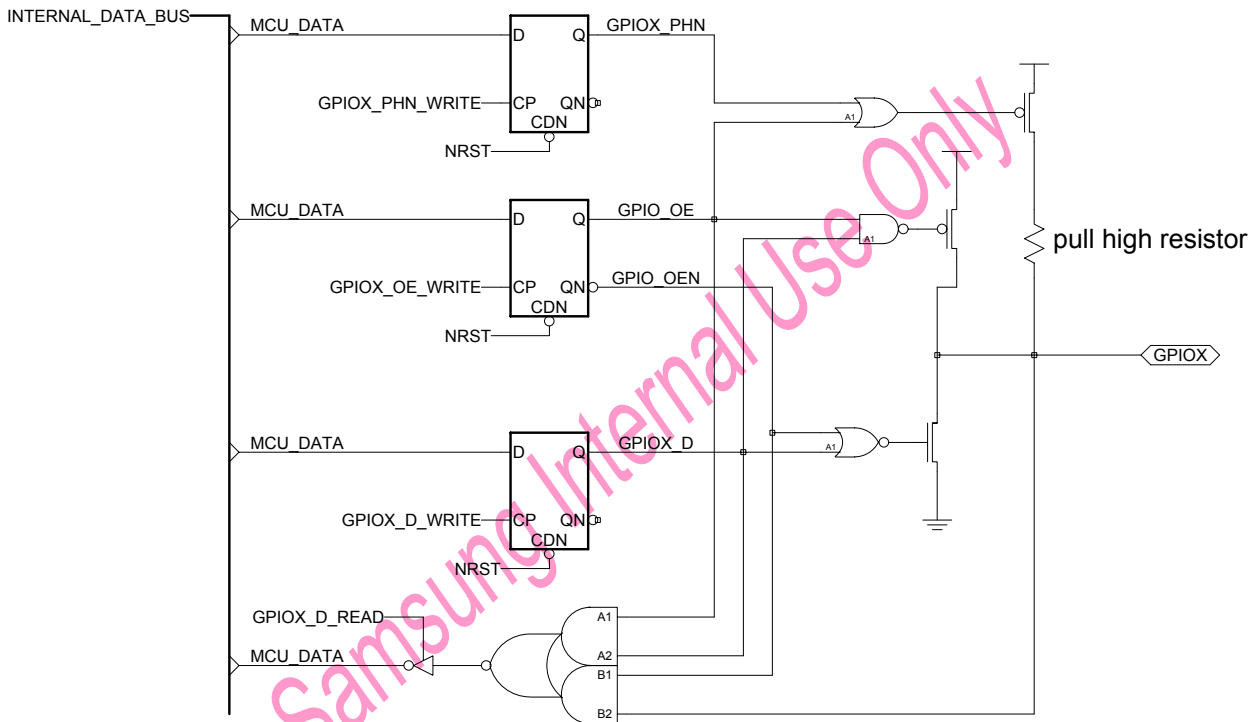 INTERNAL_DATA_BUS
MCU_DATA
D
Q
GPIOX_PHN
GPIOX_PHN_WRITE
CP
QN
CDN
NRST
A1
MCU_DATA
D
Q
GPIO_OE
A1
pull high resistor
GPIOX_OE_WRITE
CP
QN
GPIO_OEN
CDN
NRST
GPIOX
MCU_DATA
D
Q
GPIOX_D
A1
GPIOX_D_WRITE
CP
QN
CDN
NRST
GPIOX_D_READ
A1
MCU_DATA
A2
B1
B2
Samsung Internal Use Only